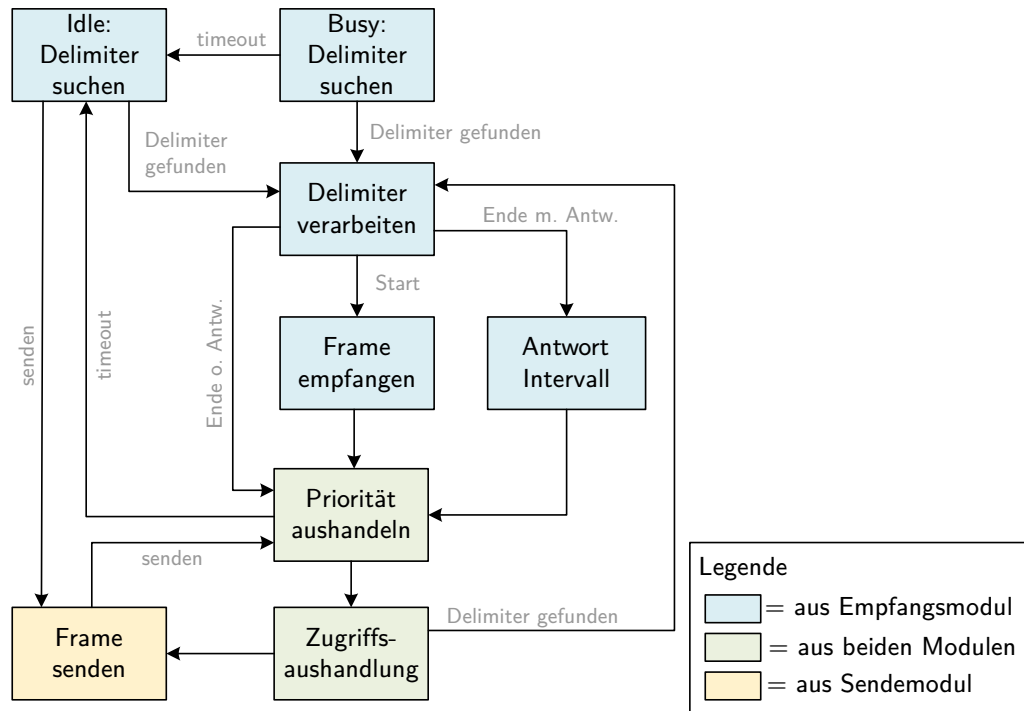 Idle:
Delimiter
suchen
timeout
Busy:
Delimiter
suchen
Delimiter
gefunden
Delimiter gefunden
Delimiter
verarbeiten
Ende m. Antw.
Start
senden
timeout
Ende o. Antw.
Frame
empfangen
Antwort
Intervall
Priorität
aushandeln
senden
Frame
senden
Zugriffs-
aushandlung
Delimiter gefunden
Legende
= aus Empfangsmodul
= aus beiden Modulen
= aus Sendemodul